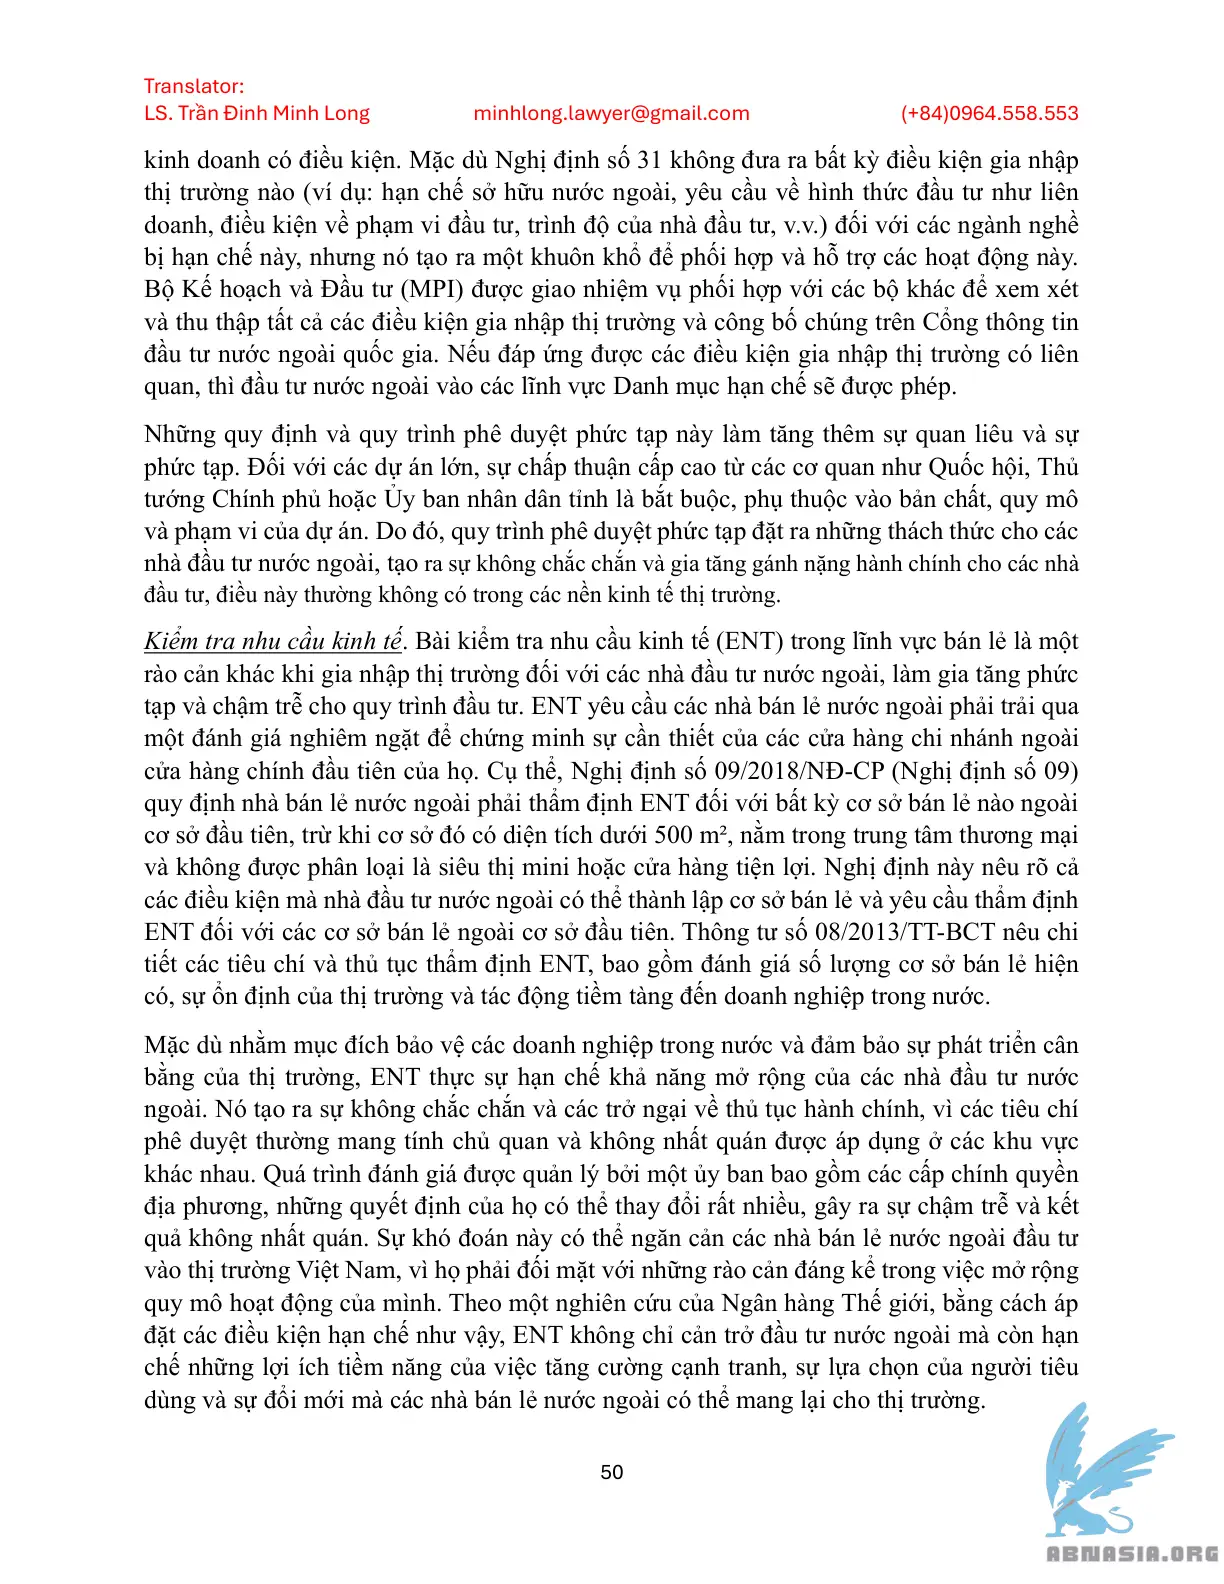 Translator:
LS. Trần Đinh Minh Long minhlong.lawyer@gmail.com (+84)0964.558.553
kinh doanh có điều kiện. Mặc dù Nghị định số 31 không đưa ra bất kỳ điều kiện gia nhập
thị trường nào (ví dụ: hạn chế sở hữu nước ngoài, yêu cầu về hình thức đầu tư như liên
doanh, điều kiện về phạm vi đầu tư, trình độ của nhà đầu tư, v.v.) đối với các ngành nghề
bị hạn chế này, nhưng nó tạo ra một khuôn khổ để phối hợp và hỗ trợ các hoạt động này.
Bộ Kế hoạch và Đầu tư (MPI) được giao nhiệm vụ phối hợp với các bộ khác để xem xét
và thu thập tất cả các điều kiện gia nhập thị trường và công bố chúng trên Cổng thông tin
đầu tư nước ngoài quốc gia. Nếu đáp ứng được các điều kiện gia nhập thị trường có liên
quan, thì đầu tư nước ngoài vào các lĩnh vực Danh mục hạn chế sẽ được phép.
Những quy định và quy trình phê duyệt phức tạp này làm tăng thêm sự quan liêu và sự
phức tạp. Đối với các dự án lớn, sự chấp thuận cấp cao từ các cơ quan như Quốc hội, Thủ
tướng Chính phủ hoặc Ủy ban nhân dân tỉnh là bắt buộc, phụ thuộc vào bản chất, quy mô
và phạm vi của dự án. Do đó, quy trình phê duyệt phức tạp đặt ra những thách thức cho các
nhà đầu tư nước ngoài, tạo ra sự không chắc chắn và gia tăng gánh nặng hành chính cho các nhà
đầu tư, điều này thường không có trong các nền kinh tế thị trường.
Kiểm tra nhu cầu kinh tế. Bài kiểm tra nhu cầu kinh tế (ENT) trong lĩnh vực bán lẻ là một
rào cản khác khi gia nhập thị trường đối với các nhà đầu tư nước ngoài, làm gia tăng phức
tạp và chậm trễ cho quy trình đầu tư. ENT yêu cầu các nhà bán lẻ nước ngoài phải trải qua
một đánh giá nghiêm ngặt để chứng minh sự cần thiết của các cửa hàng chi nhánh ngoài
cửa hàng chính đầu tiên của họ. Cụ thể, Nghị định số 09/2018/NĐ-CP (Nghị định số 09)
quy định nhà bán lẻ nước ngoài phải thẩm định ENT đối với bất kỳ cơ sở bán lẻ nào ngoài
cơ sở đầu tiên, trừ khi cơ sở đó có diện tích dưới 500 m², nằm trong trung tâm thương mại
và không được phân loại là siêu thị mini hoặc cửa hàng tiện lợi. Nghị định này nêu rõ cả
các điều kiện mà nhà đầu tư nước ngoài có thể thành lập cơ sở bán lẻ và yêu cầu thẩm định
ENT đối với các cơ sở bán lẻ ngoài cơ sở đầu tiên. Thông tư số 08/2013/TT-BCT nêu chi
tiết các tiêu chí và thủ tục thẩm định ENT, bao gồm đánh giá số lượng cơ sở bán lẻ hiện
có, sự ổn định của thị trường và tác động tiềm tàng đến doanh nghiệp trong nước.
Mặc dù nhằm mục đích bảo vệ các doanh nghiệp trong nước và đảm bảo sự phát triển cân
bằng của thị trường, ENT thực sự hạn chế khả năng mở rộng của các nhà đầu tư nước
ngoài. Nó tạo ra sự không chắc chắn và các trở ngại về thủ tục hành chính, vì các tiêu chí
phê duyệt thường mang tính chủ quan và không nhất quán được áp dụng ở các khu vực
khác nhau. Quá trình đánh giá được quản lý bởi một ủy ban bao gồm các cấp chính quyền
địa phương, những quyết định của họ có thể thay đổi rất nhiều, gây ra sự chậm trễ và kết
quả không nhất quán. Sự khó đoán này có thể ngăn cản các nhà bán lẻ nước ngoài đầu tư
vào thị trường Việt Nam, vì họ phải đối mặt với những rào cản đáng kể trong việc mở rộng
quy mô hoạt động của mình. Theo một nghiên cứu của Ngân hàng Thế giới, bằng cách áp
đặt các điều kiện hạn chế như vậy, ENT không chỉ cản trở đầu tư nước ngoài mà còn hạn
chế những lợi ích tiềm năng của việc tăng cường cạnh tranh, sự lựa chọn của người tiêu
dùng và sự đổi mới mà các nhà bán lẻ nước ngoài có thể mang lại cho thị trường.
50
ABNASIA.ORG